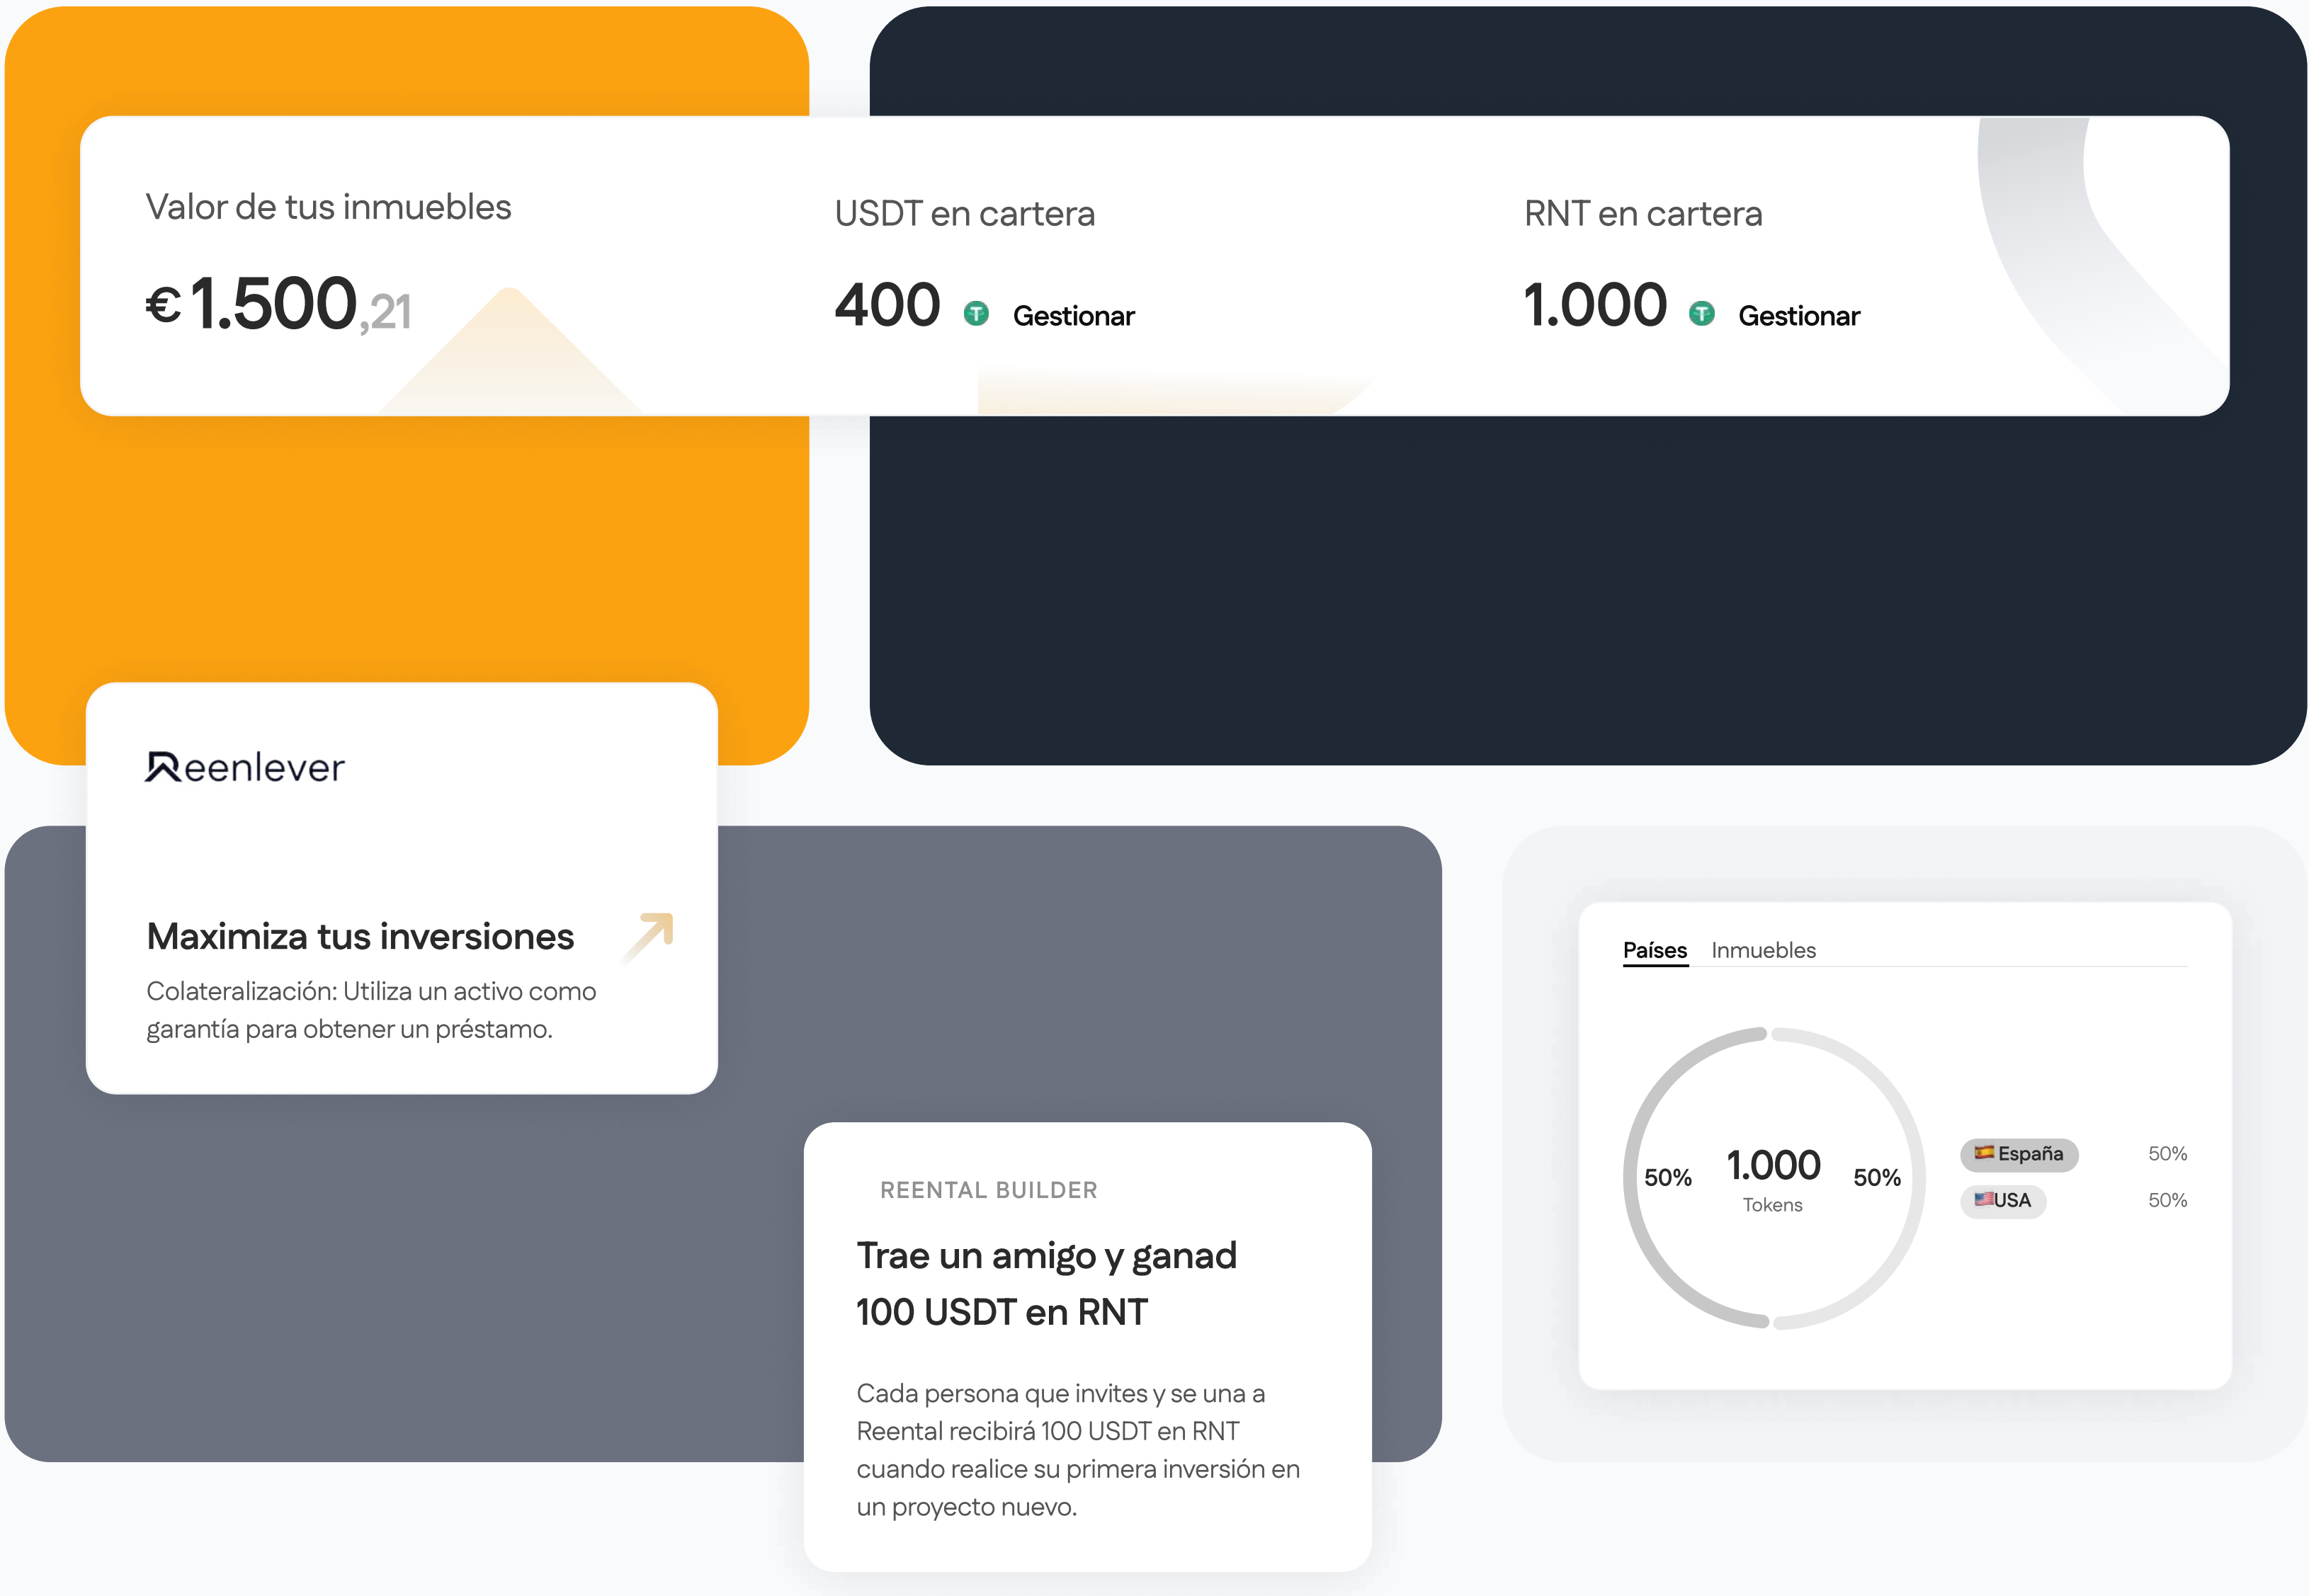 Valor de tus inmuebles
€1.500,21
USDT en cartera
400 Gestionar
RNT en cartera
1.000 Gestionar
Reenlever
Maximiza tus inversiones
Colateralización: Utiliza un activo como
garantía para obtener un préstamo.
REENTAL BUILDER
Trae un amigo y ganad
100 USDT en RNT
Cada persona que invites y se una a
Reental recibirá 100 USDT en RNT
cuando realice su primera inversión en
un proyecto nuevo.
Países Inmuebles
50% 1.000 50%
Tokens
España 50%
USA 50%